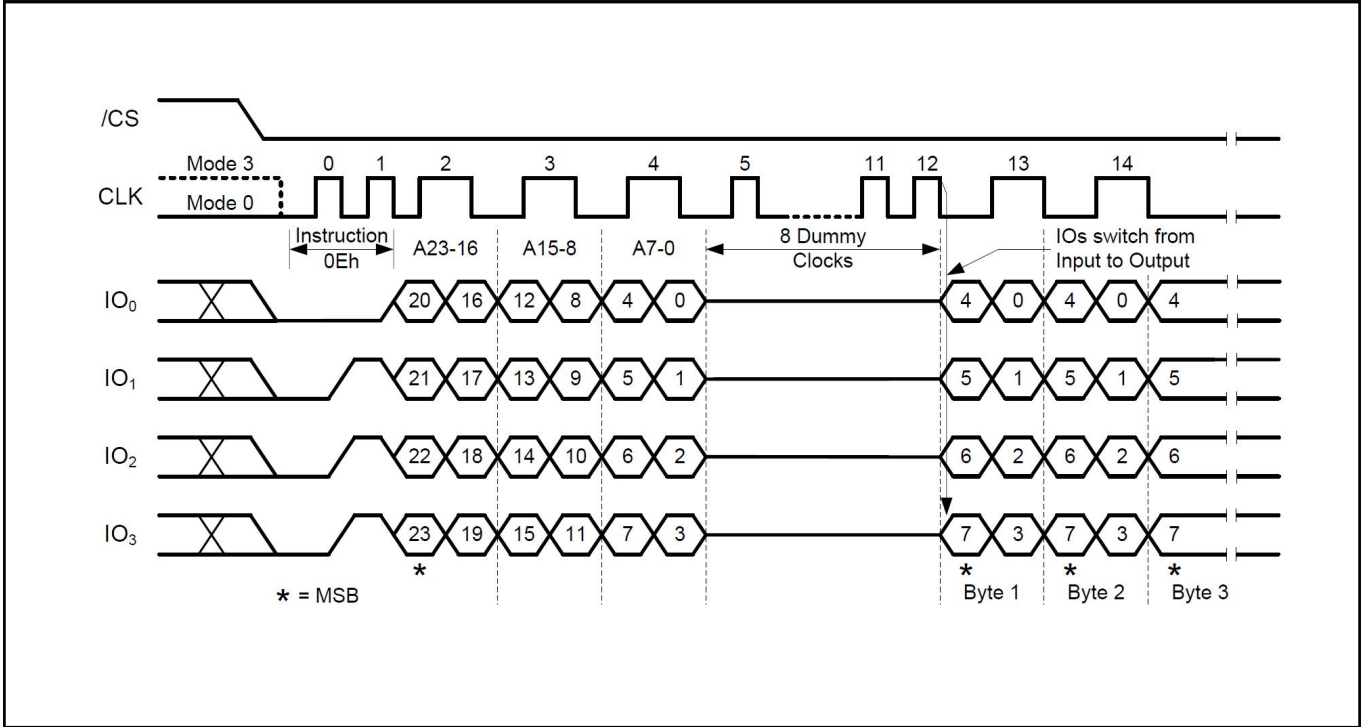 /CS
Mode 3 0 1 2 3 4 5 11 12 13 14
CLK
Mode 0
Instruction 0Eh
A23-16 A15-8 A7-0
8 Dummy Clocks
IOs switch from
Input to Output
IO0 20 16 12 8 4 0 4 0 4 0 4
IO1 21 17 13 9 5 1 5 1 5 1 5
IO2 22 18 14 10 6 2 6 2 6 2 6
IO3 23 19 15 11 7 3 7 3 7 3 7
* * * *
* = MSB
Byte 1 Byte 2 Byte 3